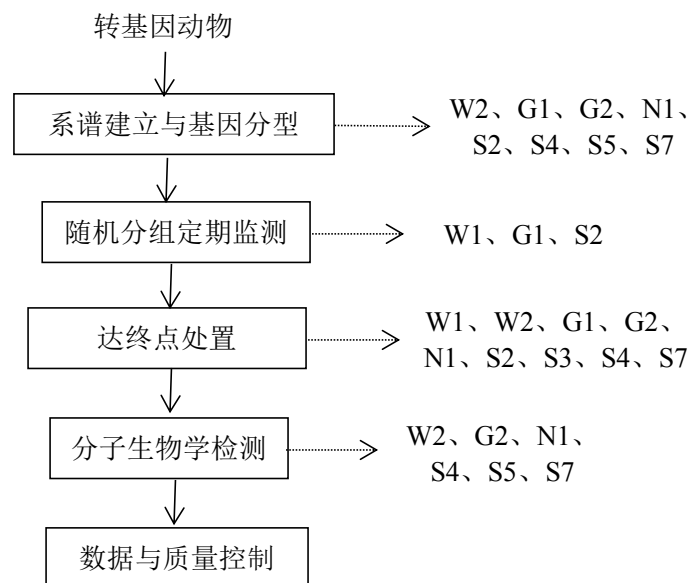 转基因动物
系谱建立与基因分型
W2、G1、G2、N1、
S2、S4、S5、S7
随机分组定期监测
W1、G1、S2
达终点处置
W1、W2、G1、G2、
N1、S2、S3、S4、S7
分子生物学检测
W2、G2、N1、
S4、S5、S7
数据与质量控制